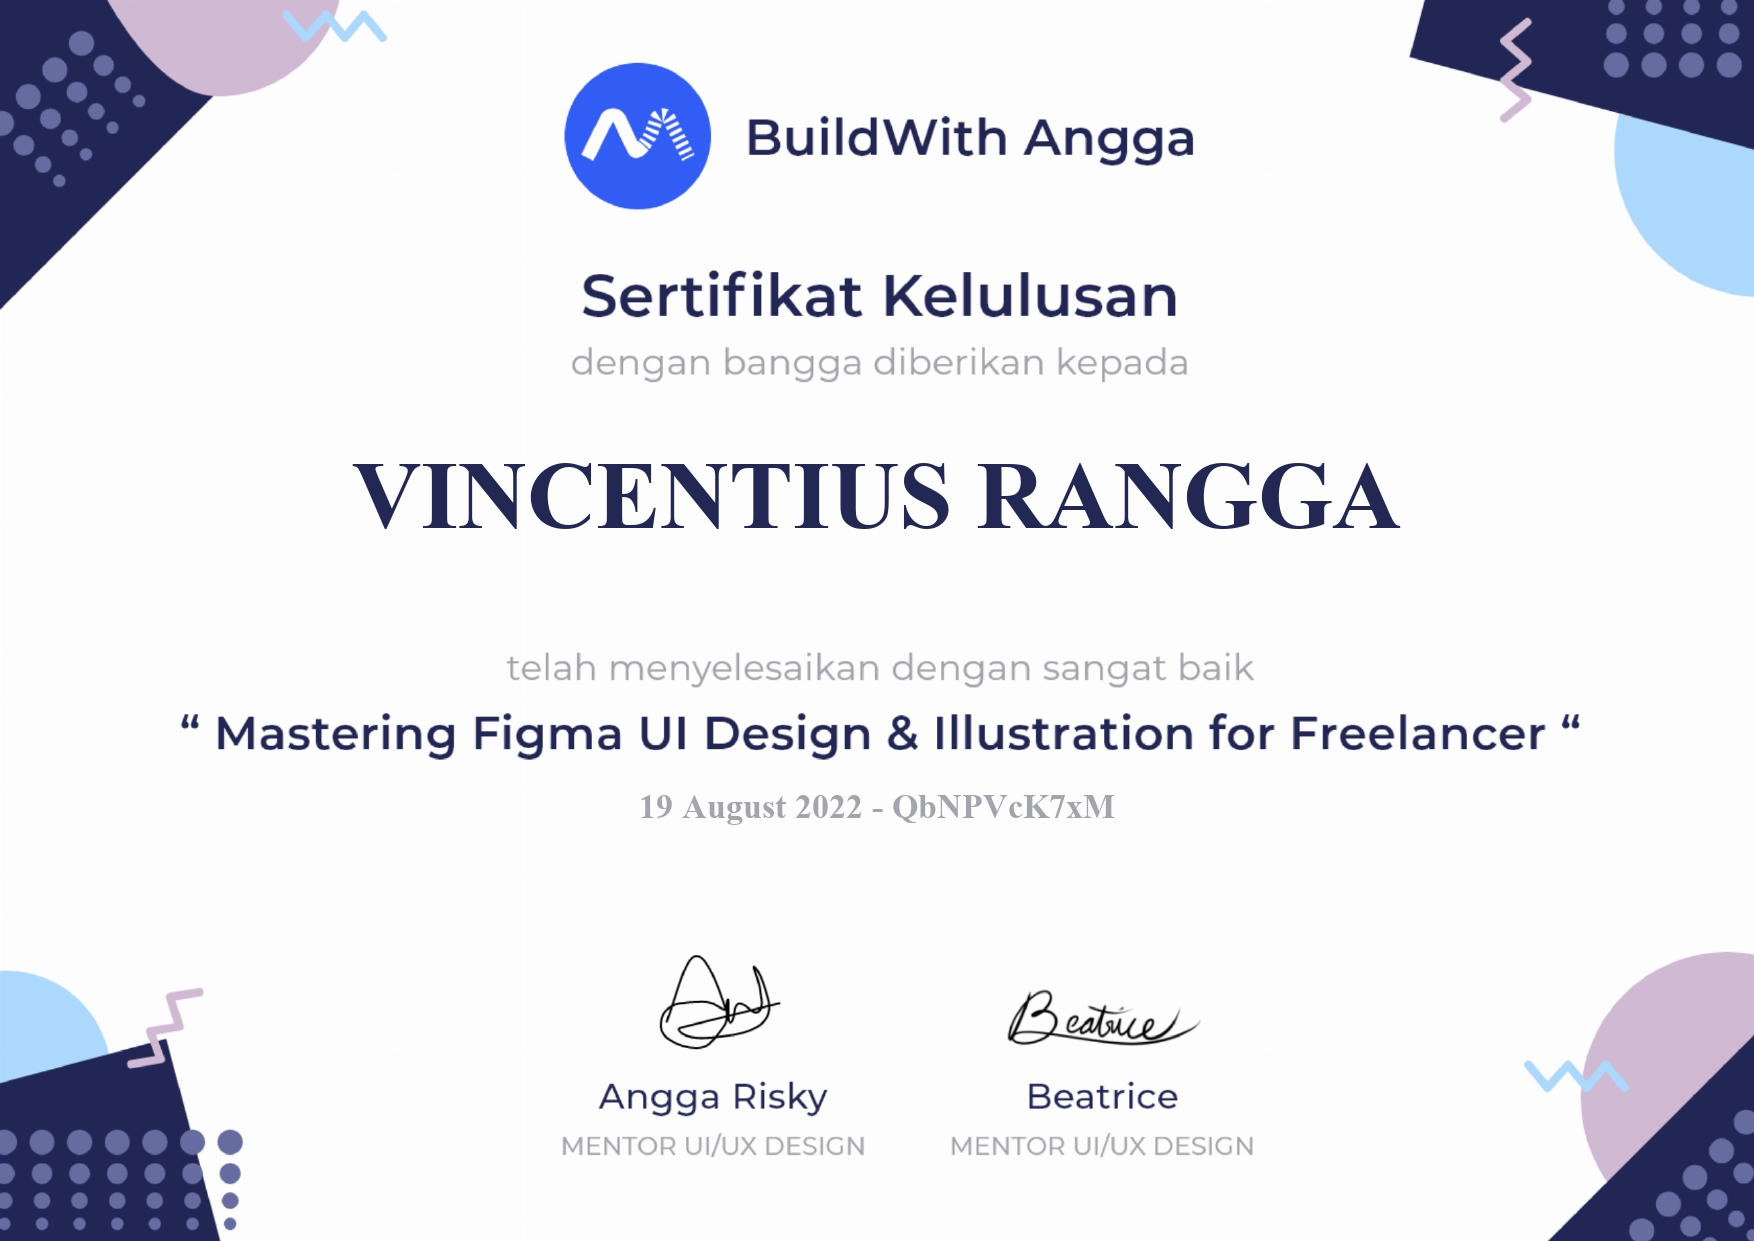 BuildWith Angga
Sertifikat Kelulusan
dengan bangga diberikan kepada
VINCENTIUS RANGGA
telah menyelesaikan dengan sangat baik
“ Mastering Figma UI Design & Illustration for Freelancer “
19 August 2022 - QbNPVcK7xM
Beatrice
Angga Risky
Beatrice
MENTOR UI/UX DESIGN
MENTOR UI/UX DESIGN